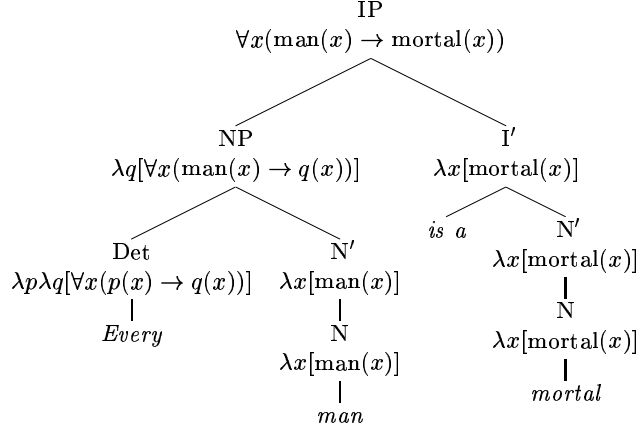 IP
∀x(man(x) → mortal(x))
NP I′
λq[∀x(man(x) → q(x))] λx[mortal(x)]
Det N′ is a N′
λpλq[∀x(p(x) → q(x))] λx[man(x)] λx[mortal(x)]
Every N N
λx[man(x)] λx[mortal(x)]
man mortal